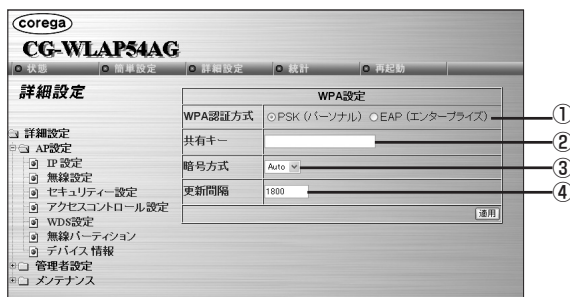 corega
CG-WLAP54AG
状態 簡単設定 詳細設定 統計 再起動
詳細設定
詳細設定
AP設定
IP 設定
無線設定
セキュリティー設定
アクセスコントロール設定
WDS設定
無線パーティション
デバイス 情報
管理者設定
メンテナンス
WPA設定
WPA認証方式 PSK (パーソナル) EAP (エンタープライズ) ①
共有キー ②
暗号方式 Auto ③
更新間隔 1800 ④
適用